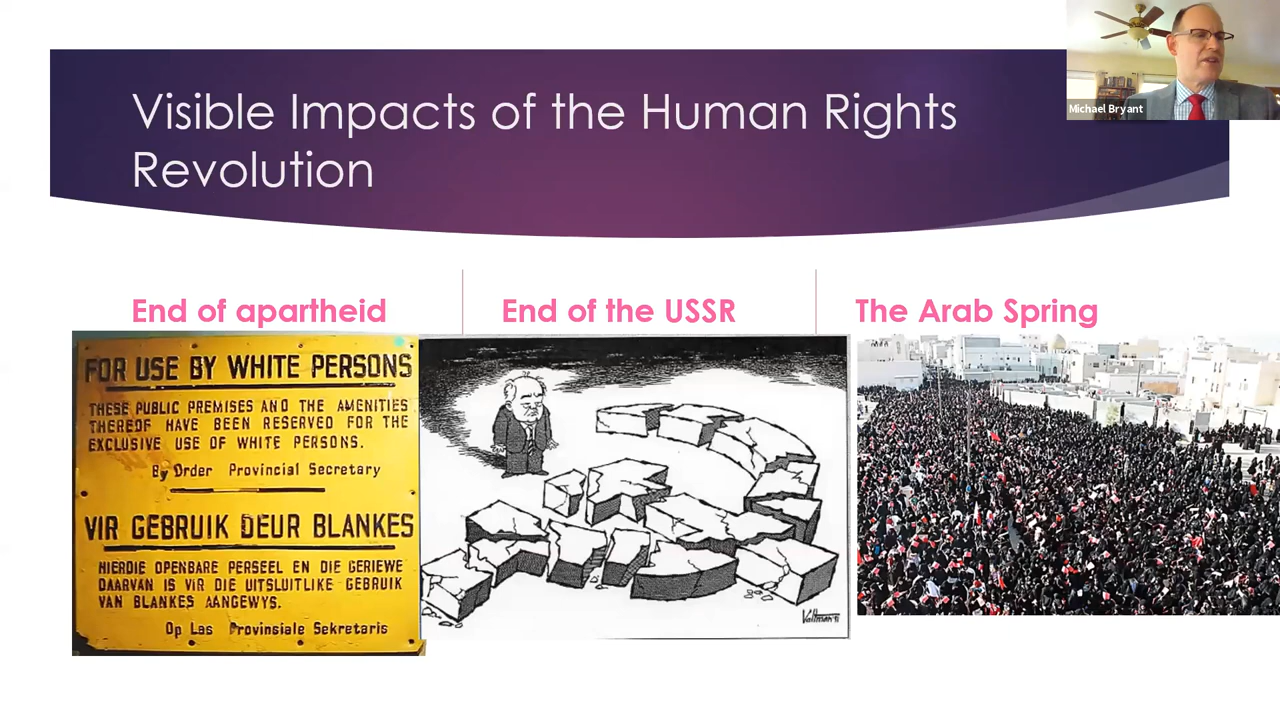 Visible Impacts of the Human Rights
Revolution
Michael Bryant
End of apartheid
End of the USSR
The Arab Spring
FOR USE BY WHITE PERSONS
THESE PUBLIC PREMISES AND THE AMENITIES
THEREOF HAVE BEEN RESERVED FOR THE
EXCLUSIVE USE OF WHITE PERSONS.
By Order Provincial Secretary
VIR GEBRUIK DEUR BLANKES
HIERDIE OPENBARE PERSEEL EN DIE GERIEWE
DAARVAN IS VIR DIE UITSLUITLIKE GEBRUIK
VAN BLANKES AANGEWYS.
Op Las Provinsiale Sekretaris